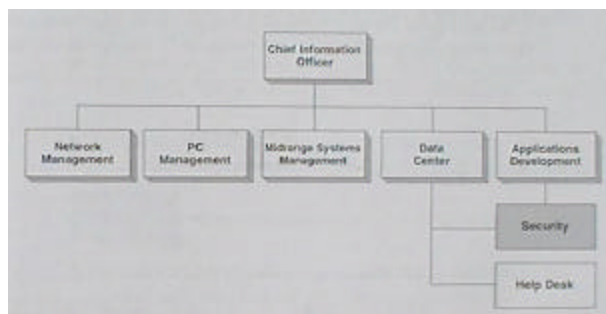 Chief Information
Officer
Network
Management
PC
Management
Midrange Systems
Management
Data
Center
Applications
Development
Security
Help Desk